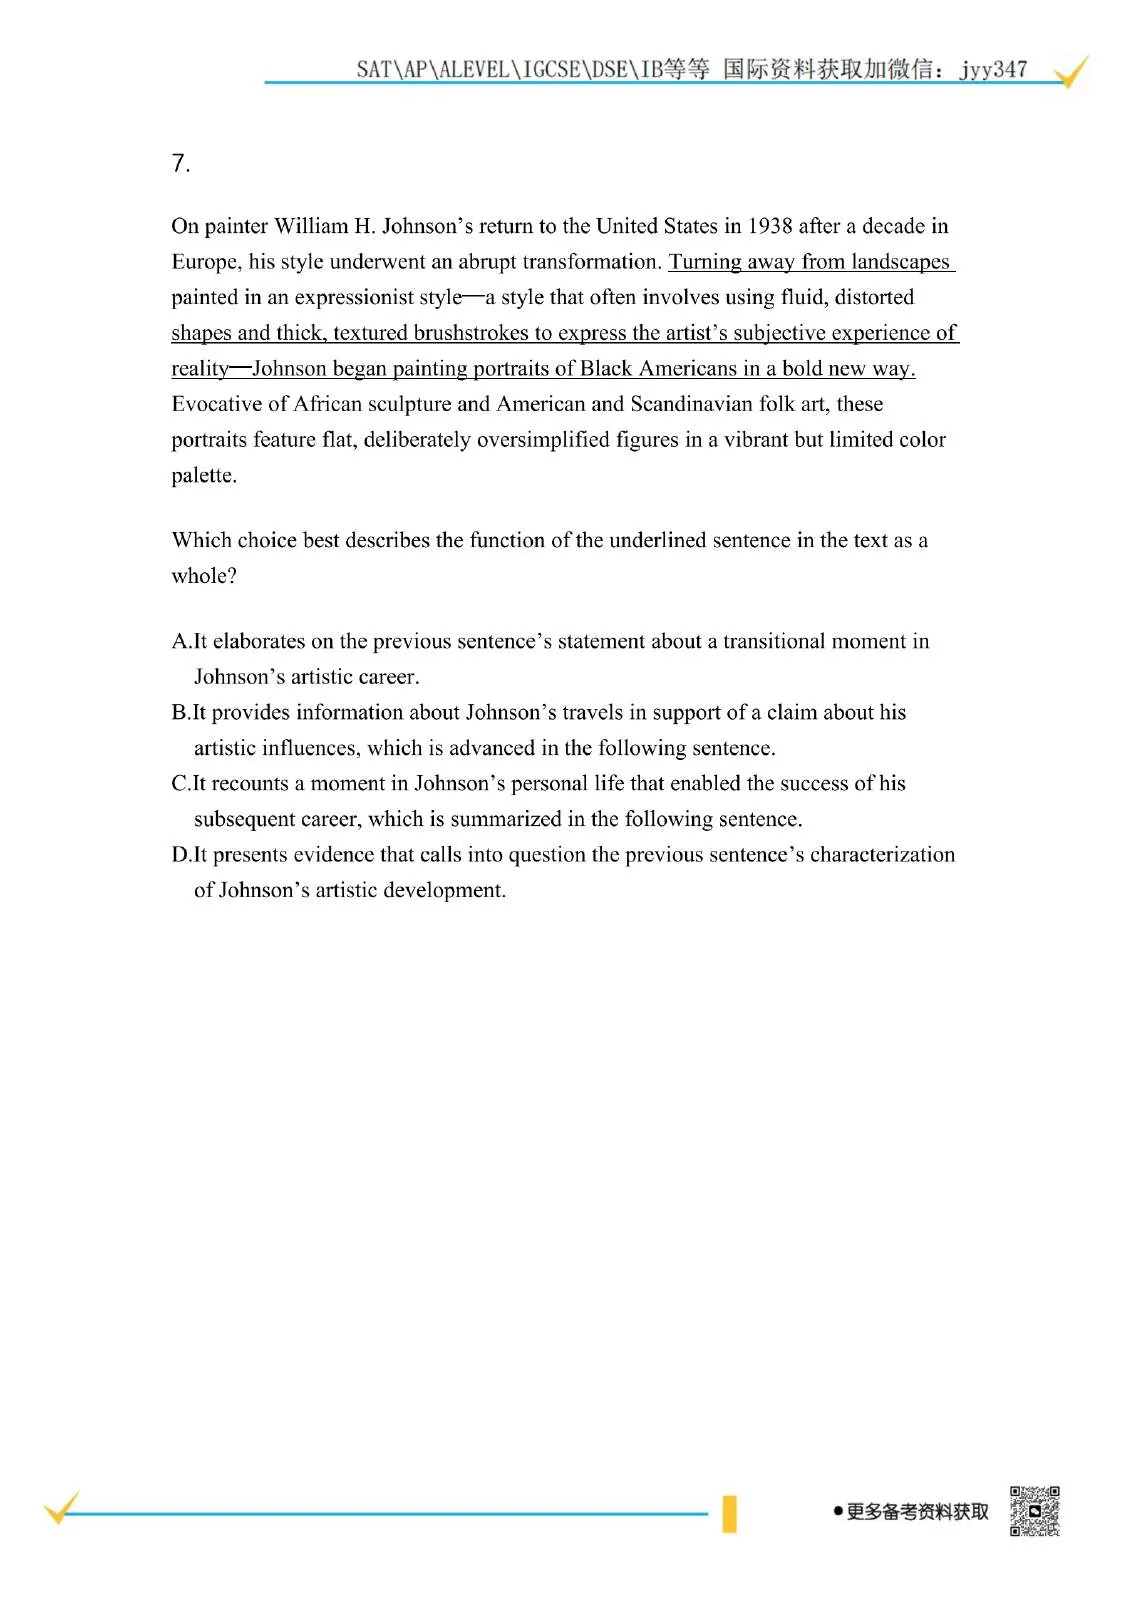 SAT\AP\ALEVEL\IGCSE\DSE\IB等等 国际资料获取加微信：jyy347
7.
On painter William H. Johnson’s return to the United States in 1938 after a decade in
Europe, his style underwent an abrupt transformation. Turning away from landscapes
painted in an expressionist style—a style that often involves using fluid, distorted
shapes and thick, textured brushstrokes to express the artist’s subjective experience of
reality—Johnson began painting portraits of Black Americans in a bold new way.
Evocative of African sculpture and American and Scandinavian folk art, these
portraits feature flat, deliberately oversimplified figures in a vibrant but limited color
palette.
Which choice best describes the function of the underlined sentence in the text as a
whole?
A.It elaborates on the previous sentence’s statement about a transitional moment in
Johnson’s artistic career.
B.It provides information about Johnson’s travels in support of a claim about his
artistic influences, which is advanced in the following sentence.
C.It recounts a moment in Johnson’s personal life that enabled the success of his
subsequent career, which is summarized in the following sentence.
D.It presents evidence that calls into question the previous sentence’s characterization
of Johnson’s artistic development.
●更多备考资料获取